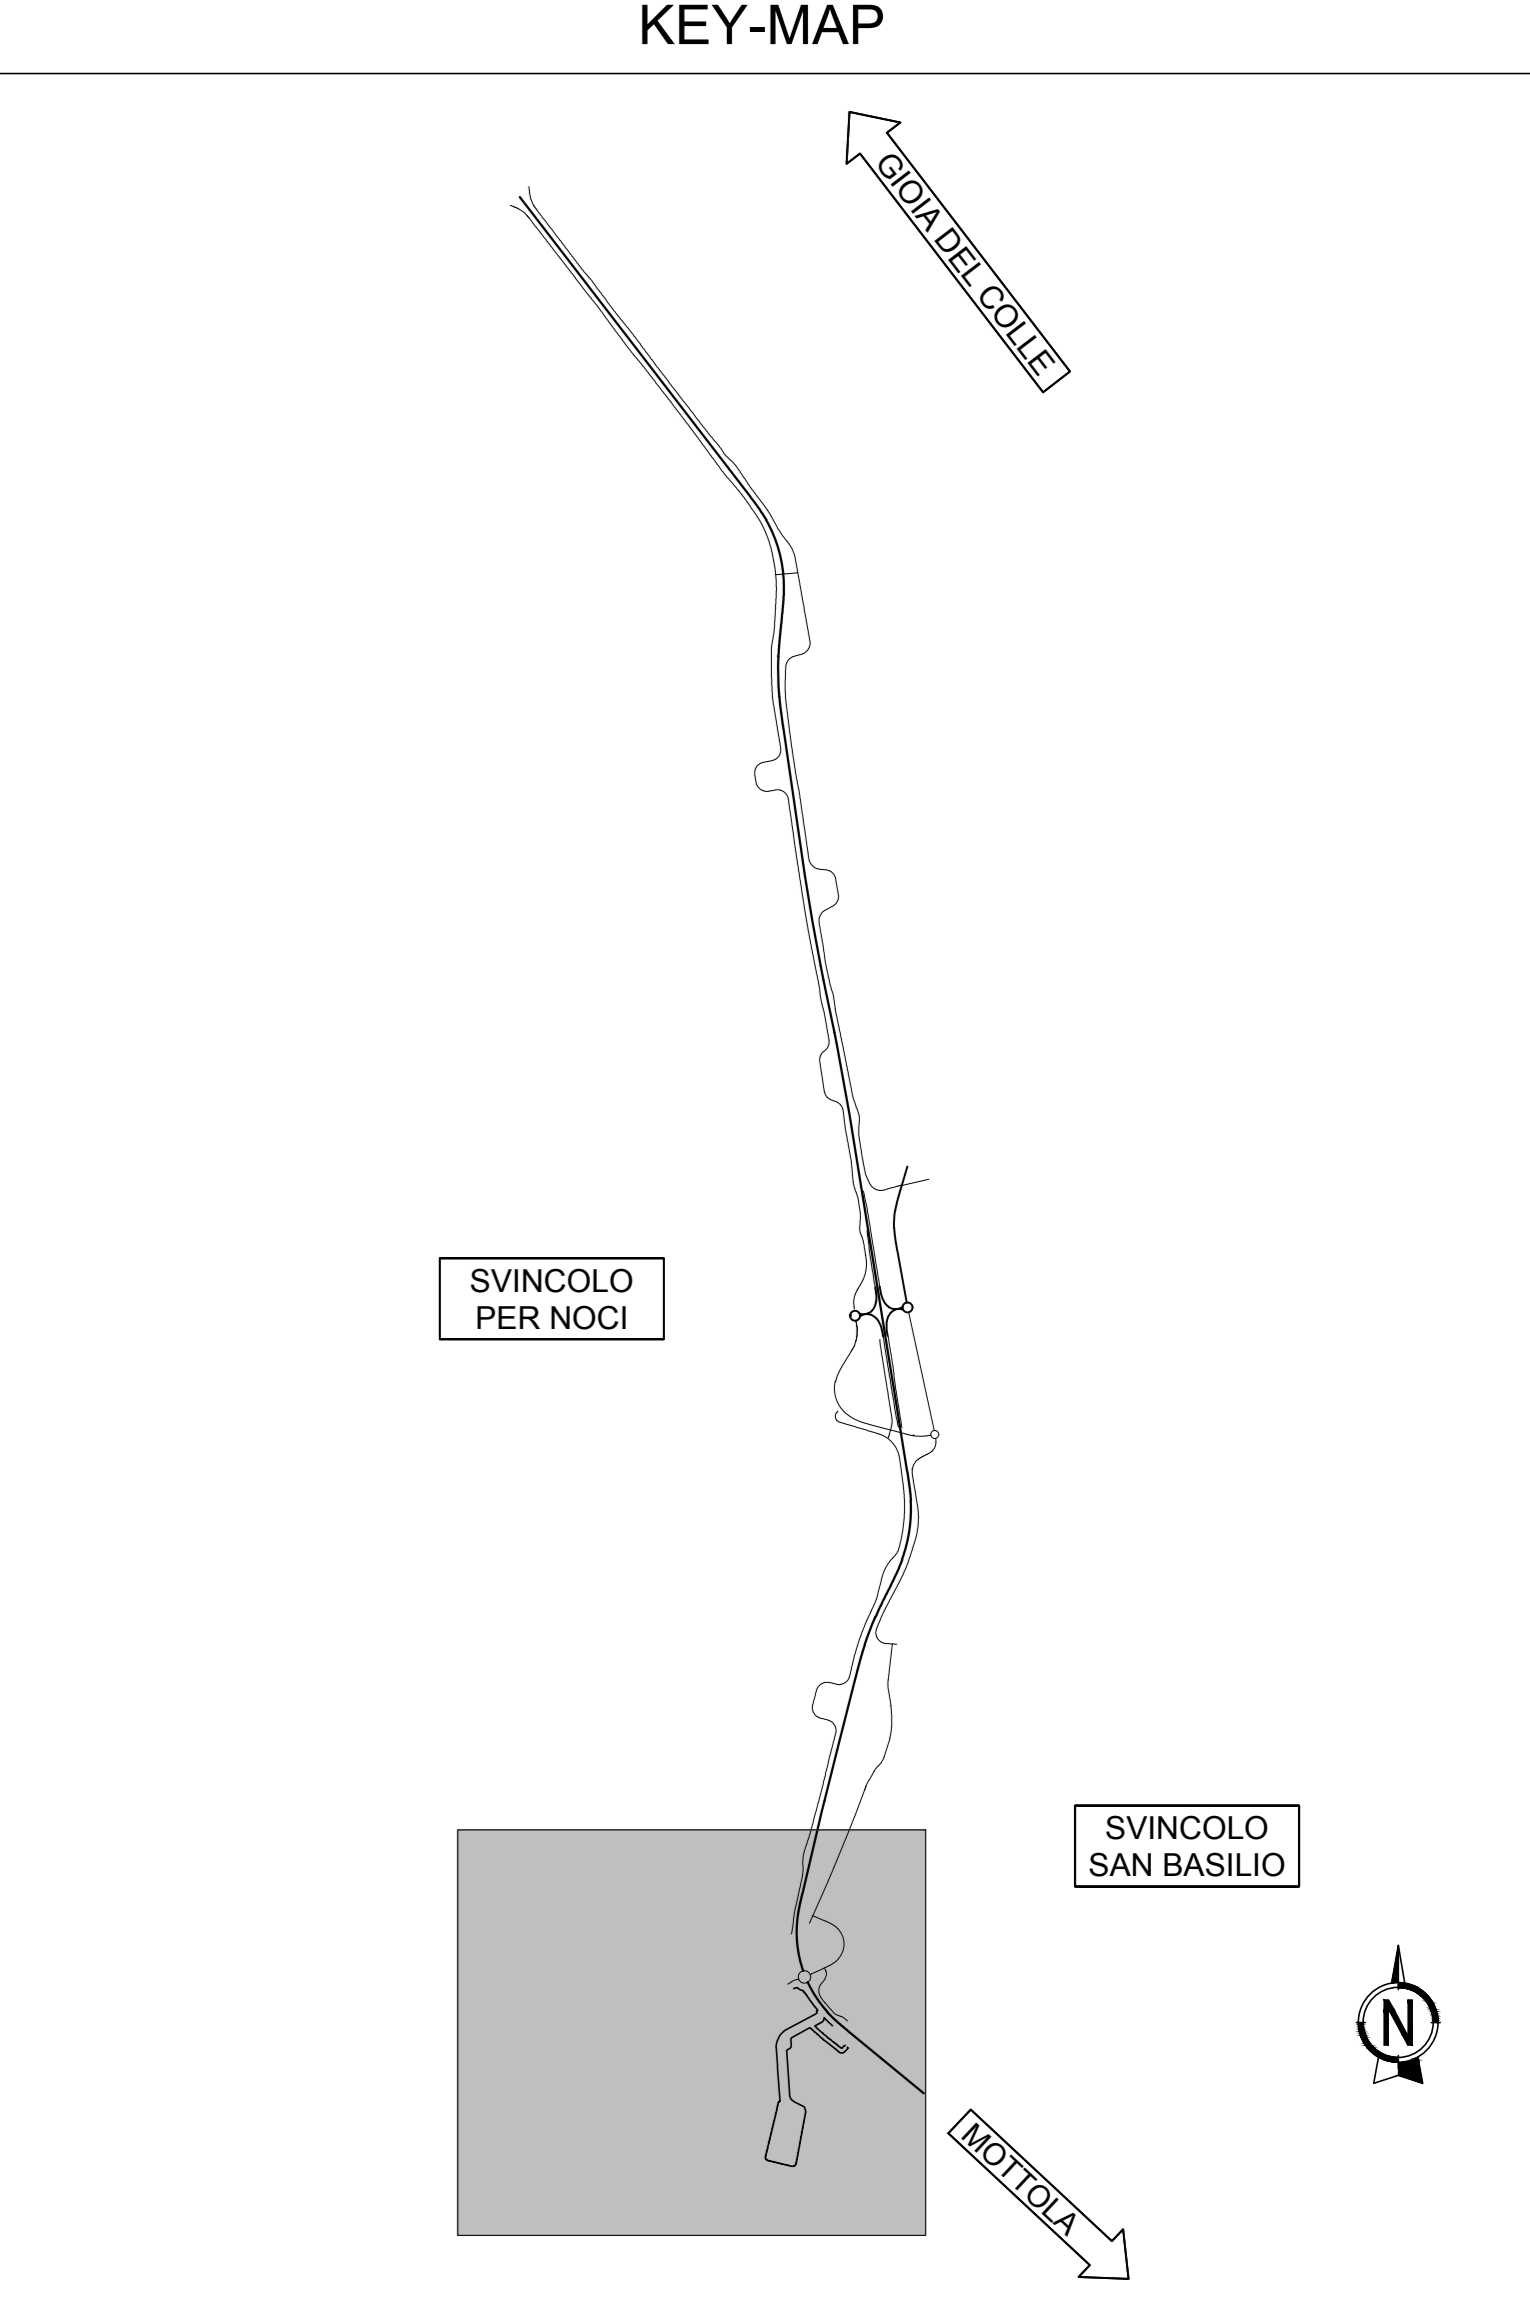 KEY-MAP
GIOIA DEL COLLE
SVINCOLO
PER NOCI
SVINCOLO
SAN BASILIO
N
MOTTOLA